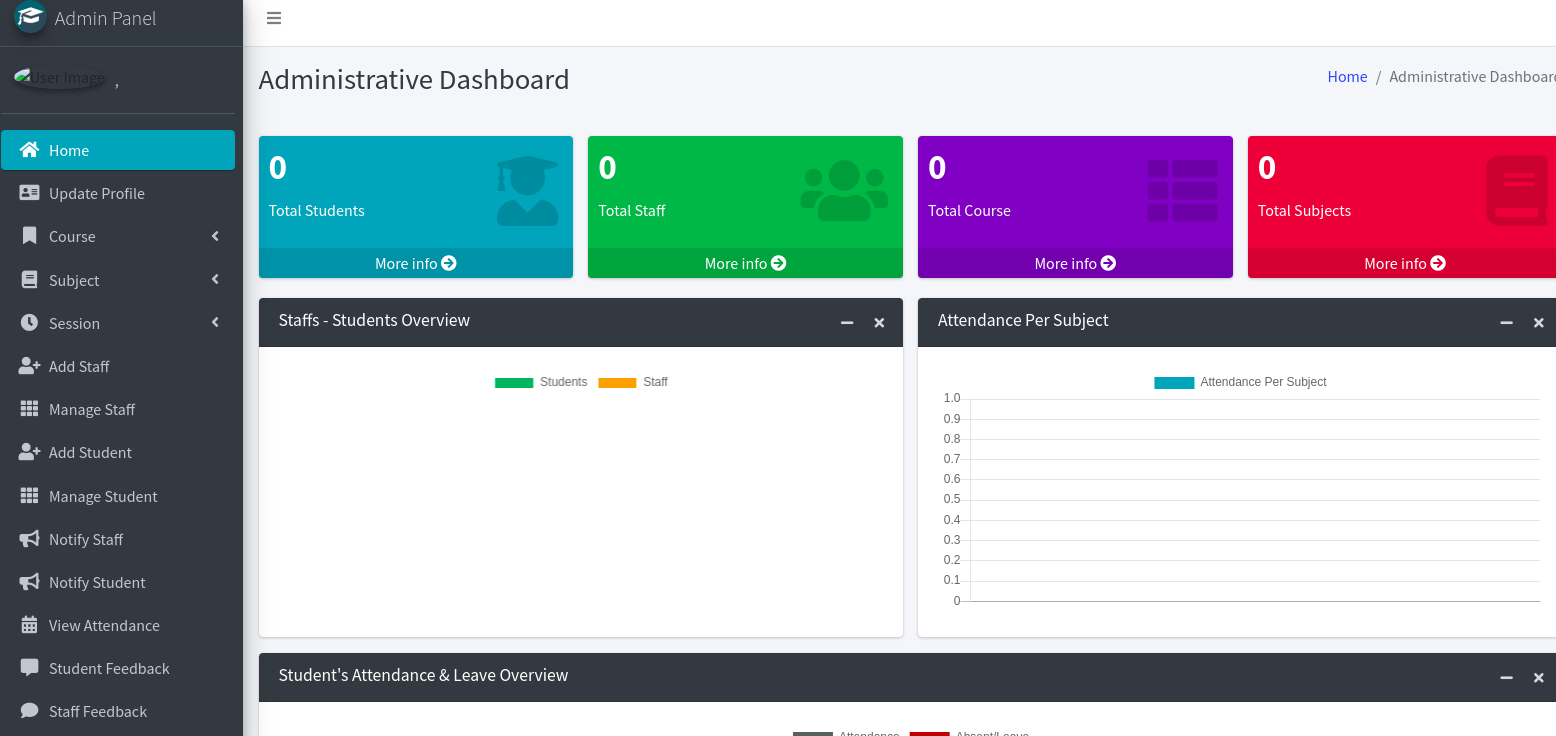 Admin Panel
User Image ,
Home
Update Profile
Course
Subject
Session
Add Staff
Manage Staff
Add Student
Manage Student
Notify Staff
Notify Student
View Attendance
Student Feedback
Staff Feedback
Administrative Dashboard
Home / Administrative Dashboard
0
Total Students
More info
0
Total Staff
More info
0
Total Course
More info
0
Total Subjects
More info
Staffs - Students Overview
Students Staff
Attendance Per Subject
Attendance Per Subject
1.0
0.9
0.8
0.7
0.6
0.5
0.4
0.3
0.2
0.1
0
Student's Attendance & Leave Overview
Attendance Absent/Leave